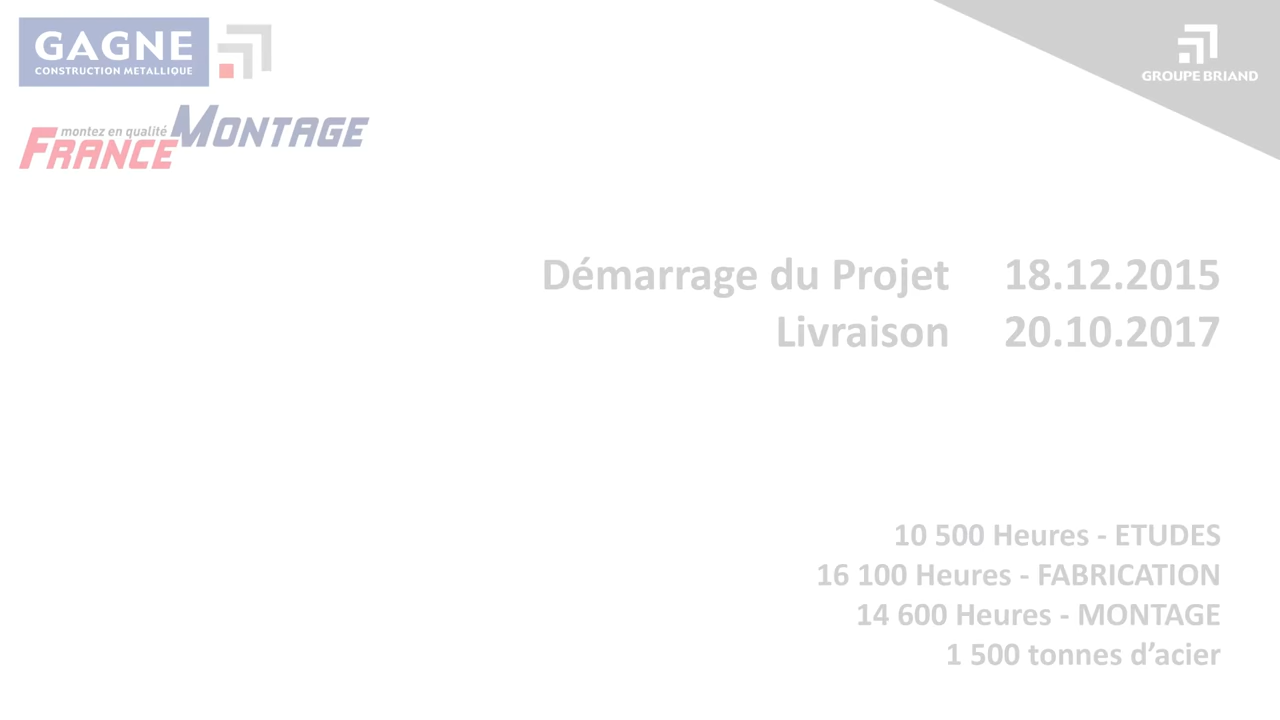 GAGNE
CONSTRUCTION METALLIQUE
GROUPE BRIAND
montez en qualité
FRANCE MONTAGE
Démarrage du Projet 18.12.2015
Livraison 20.10.2017
10 500 Heures - ETUDES
16 100 Heures - FABRICATION
14 600 Heures - MONTAGE
1 500 tonnes d’acier